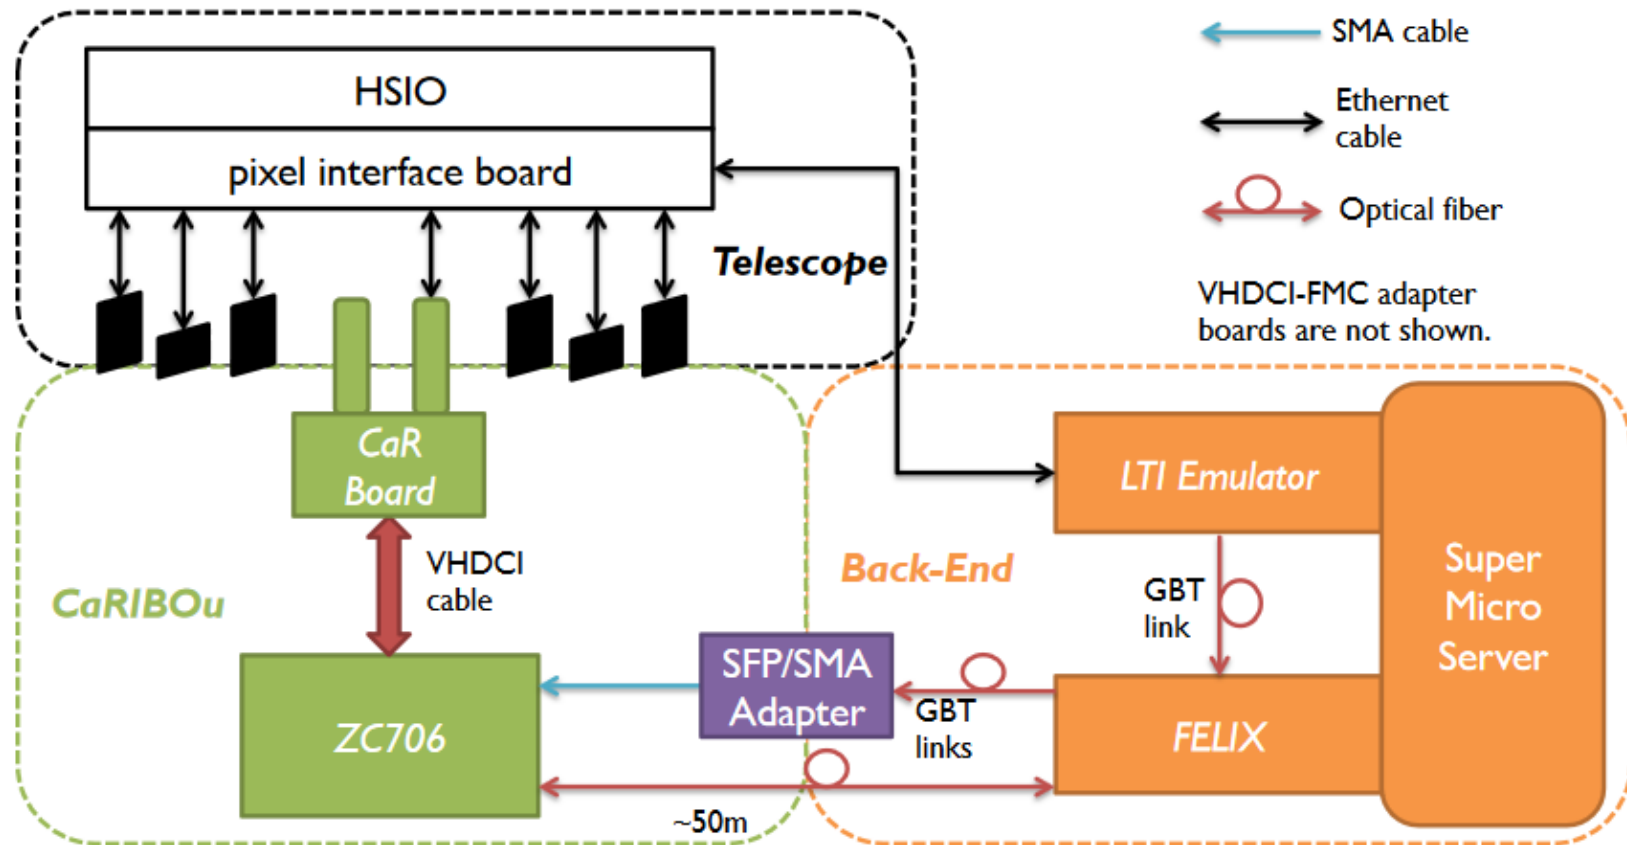 HSIO
pixel interface board
Telescope
SMA cable
Ethernet
cable
Optical fiber
VHDCI-FMC adapter
boards are not shown.
CaR
Board
VHDCI
cable
CaRIBOu
ZC706
SFP/SMA
Adapter
~50m
Back-End
GBT
links
LTI Emulator
GBT
link
FELIX
Super
Micro
Server